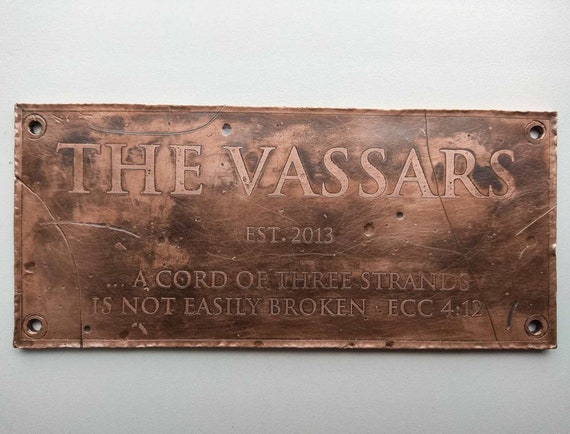 THE VASSARS
EST. 2013
... A CORD OF THREE STRANDS
IS NOT EASILY BROKEN · ECC 4:12